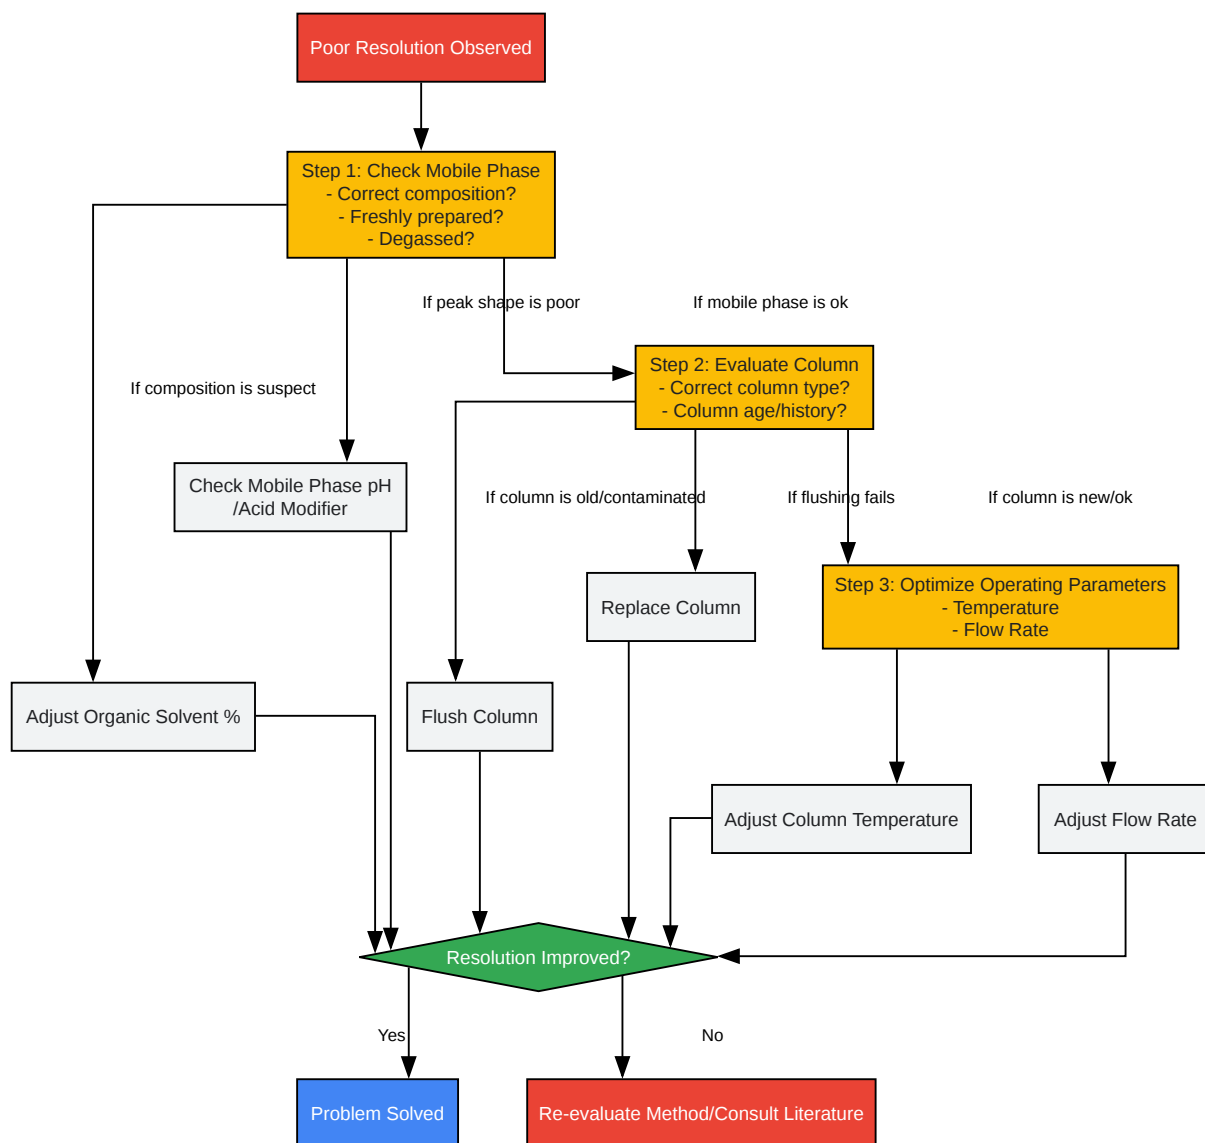 Poor Resolution Observed
Step 1: Check Mobile Phase
- Correct composition?
- Freshly prepared?
- Degassed?
If peak shape is poor
If mobile phase is ok
Step 2: Evaluate Column
- Correct column type?
- Column age/history?
If composition is suspect
Check Mobile Phase pH
/Acid Modifier
If column is old/contaminated
If flushing fails
If column is new/ok
Step 3: Optimize Operating Parameters
- Temperature
- Flow Rate
Replace Column
Adjust Organic Solvent %
Flush Column
Adjust Column Temperature
Adjust Flow Rate
Resolution Improved?
Yes
No
Problem Solved
Re-evaluate Method/Consult Literature